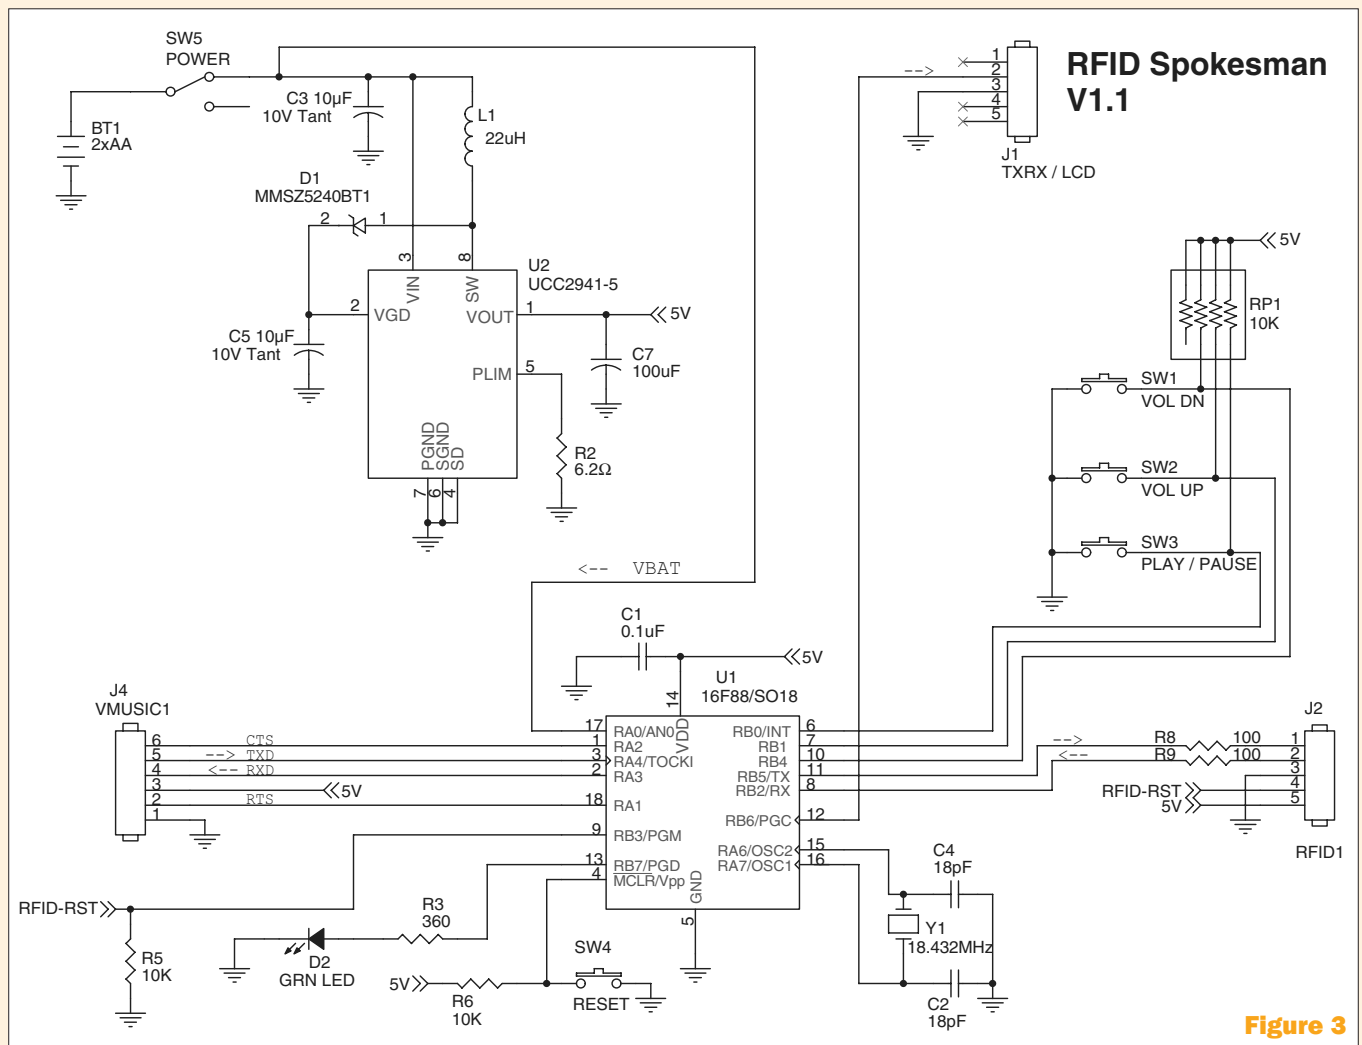 RFID Spokesman
V1.1
SW5
POWER
BT1
2xAA
C3 10µF
10V Tant
L1
22uH
D1
MMSZ5240BT1
2
1
3
8
VIN
SW
U2
UCC2941-5
2
VGD
VOUT
1
5V
C5 10µF
10V Tant
C7
100uF
PLIM
5
R2
6.2Ω
PGND
SGND
SD
7
6
4
<-- VBAT
-->
1
2
3
4
5
J1
TXRX / LCD
5V
RP1
10K
SW1
VOL DN
SW2
VOL UP
SW3
PLAY / PAUSE
C1
0.1uF
5V
U1
16F88/SO18
14
VDD
J4
VMUSIC1
6
CTS
5
--> TXD
4
<-- RXD
3
5V
2
RTS
1
17
RA0/AN0
1
RA2
3
RA4/TOCKI
2
RA3
18
RA1
9
RB3/PGM
13
RB7/PGD
4
MCLR/Vpp
RB0/INT
6
RB1
7
RB4
10
RB5/TX
11
RB2/RX
8
RB6/PGC
12
RA6/OSC2
15
RA7/OSC1
16
GND
5
-->
R8
100
<--
R9
100
J2
1
2
3
4
5
RFID-RST
5V
RFID1
C4
18pF
Y1
18.432MHz
C2
18pF
RFID-RST
R5
10K
D2
GRN LED
R3
360
5V
R6
10K
SW4
RESET
Figure 3